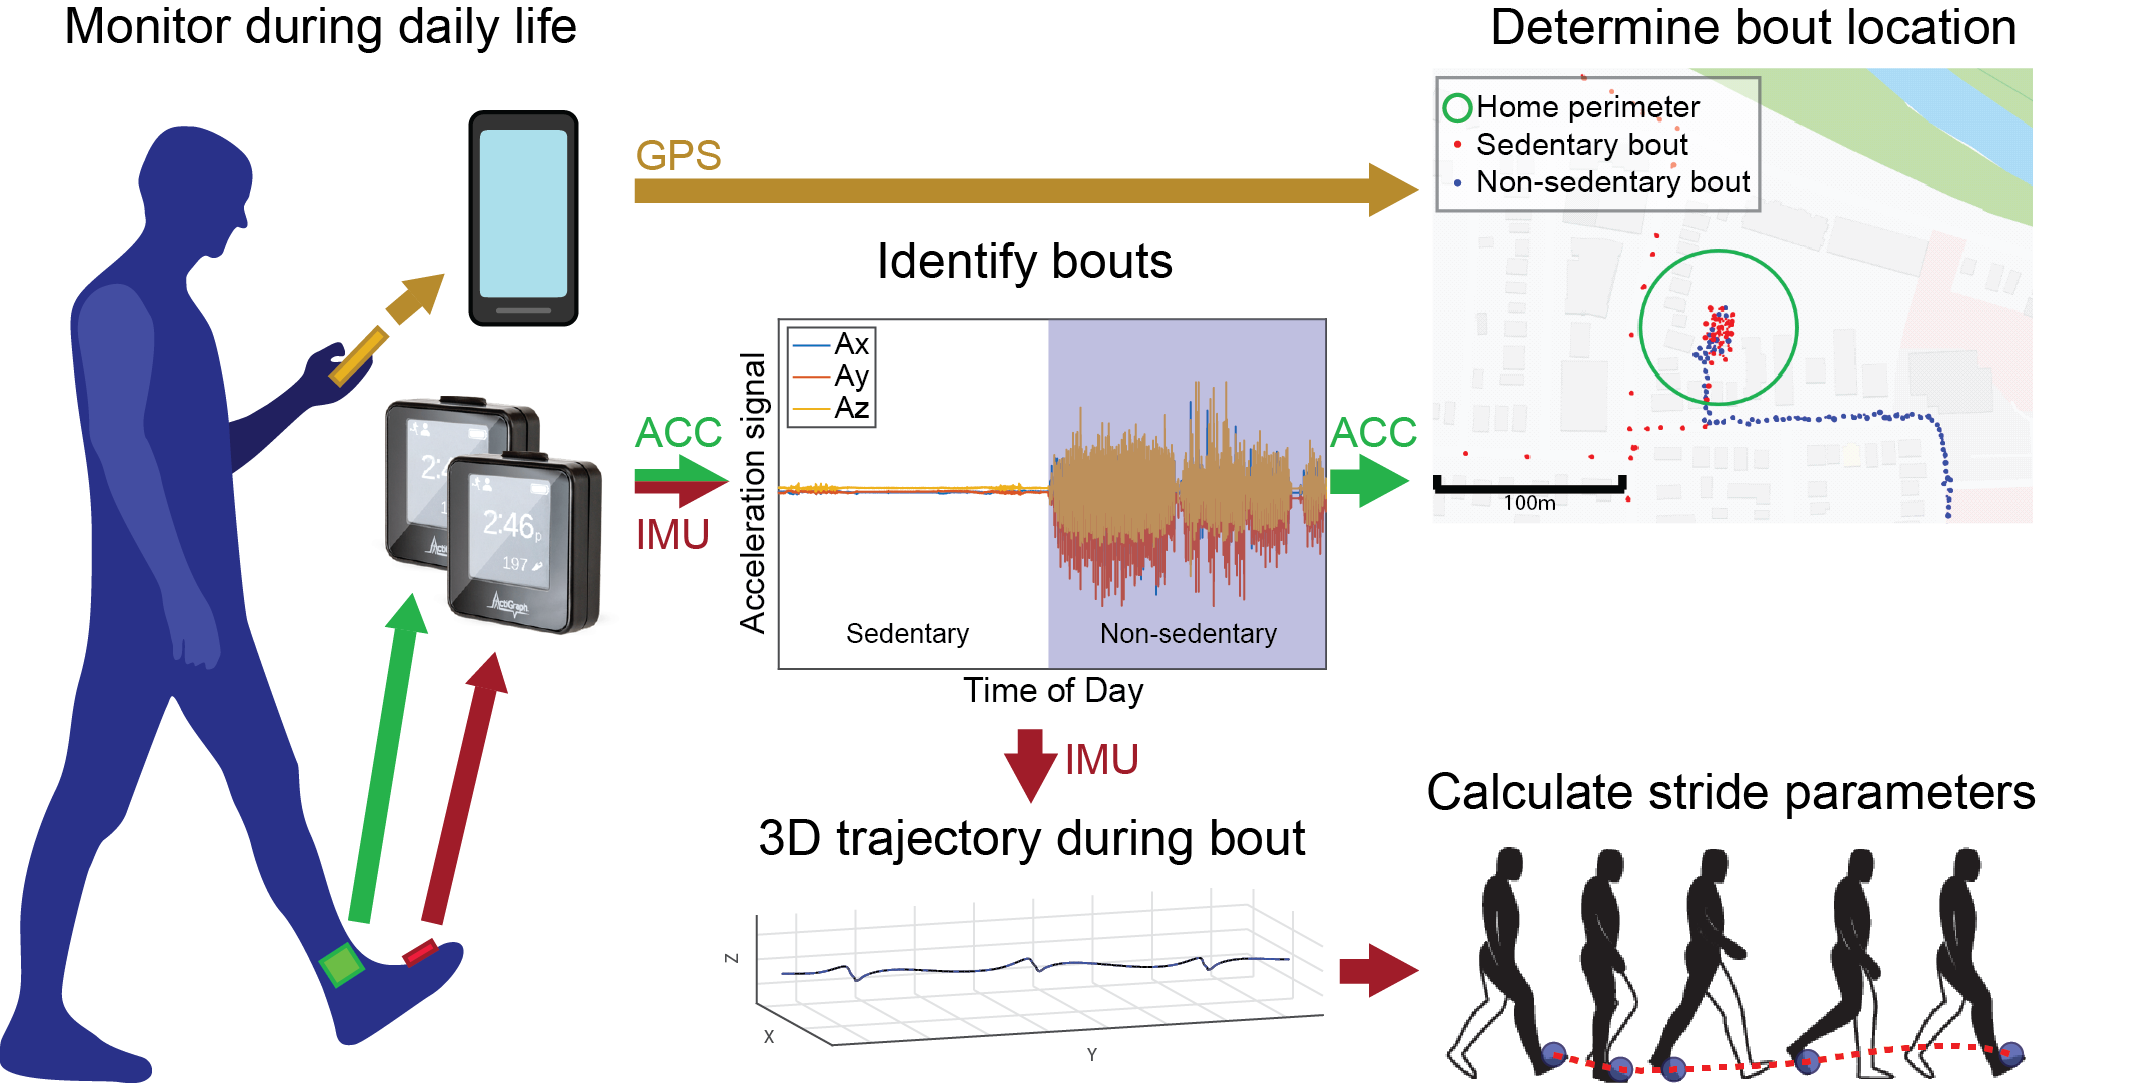 Monitor during daily life
Determine bout location
Home perimeter
Sedentary bout
Non-sedentary bout
GPS
Identify bouts
Ax
Ay
Az
Acceleration signal
ACC
IMU
ACC
100m
2:4
2:46p
197
ActiGraph
Sedentary
Non-sedentary
Time of Day
IMU
3D trajectory during bout
Calculate stride parameters
Z
X
Y